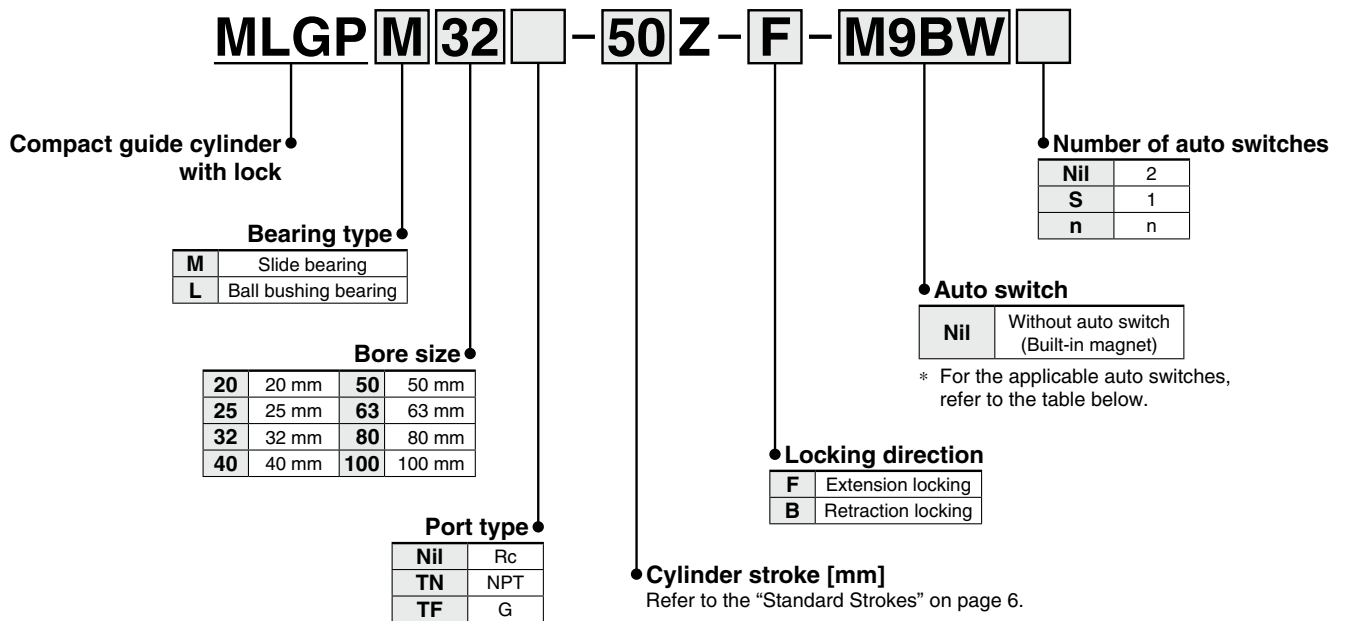 MLGP M 32 – 50 Z – F – M9BW
Compact guide cylinder
with lock
Number of auto switches
Nil 2
S 1
n n
Bearing type
M Slide bearing
L Ball bushing bearing
Auto switch
Nil Without auto switch
(Built-in magnet)
* For the applicable auto switches,
refer to the table below.
Bore size
20 20 mm 50 50 mm
25 25 mm 63 63 mm
32 32 mm 80 80 mm
40 40 mm 100 100 mm
Locking direction
F Extension locking
B Retraction locking
Port type
Nil Rc
TN NPT
TF G
Cylinder stroke [mm]
Refer to the “Standard Strokes” on page 6.